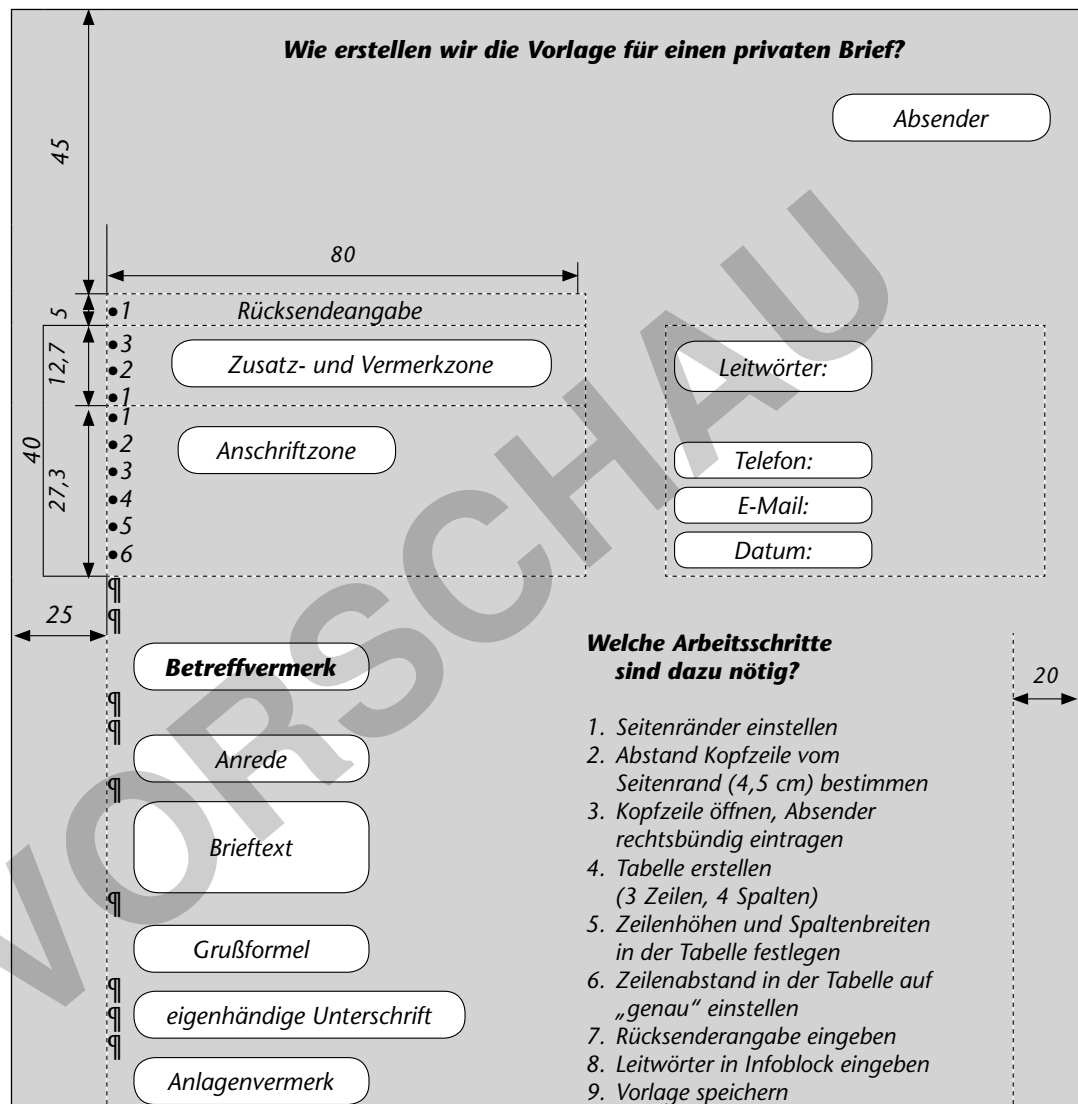 Wie erstellen wir die Vorlage für einen privaten Brief?
Absender
45
80
5
•1 Rücksendeangabe
40
12,7
•3
•2
•1
Zusatz- und Vermerkzone
Leitwörter:
27,3
•1
•2
•3
•4
•5
•6
Anschriftzone
Telefon:
E-Mail:
Datum:
¶
¶
25
Betreffvermerk
¶
¶
Anrede
¶
Brieftext
¶
Grußformel
¶
¶
¶
eigenhändige Unterschrift
Anlagenvermerk
Welche Arbeitsschritte
sind dazu nötig?
20
1. Seitenränder einstellen
2. Abstand Kopfzeile vom
Seitenrand (4,5 cm) bestimmen
3. Kopfzeile öffnen, Absender
rechtsbündig eintragen
4. Tabelle erstellen
(3 Zeilen, 4 Spalten)
5. Zeilenhöhen und Spaltenbreiten
in der Tabelle festlegen
6. Zeilenabstand in der Tabelle auf
„genau“ einstellen
7. Rücksenderangabe eingeben
8. Leitwörter in Infoblock eingeben
9. Vorlage speichern
VORSCHAU